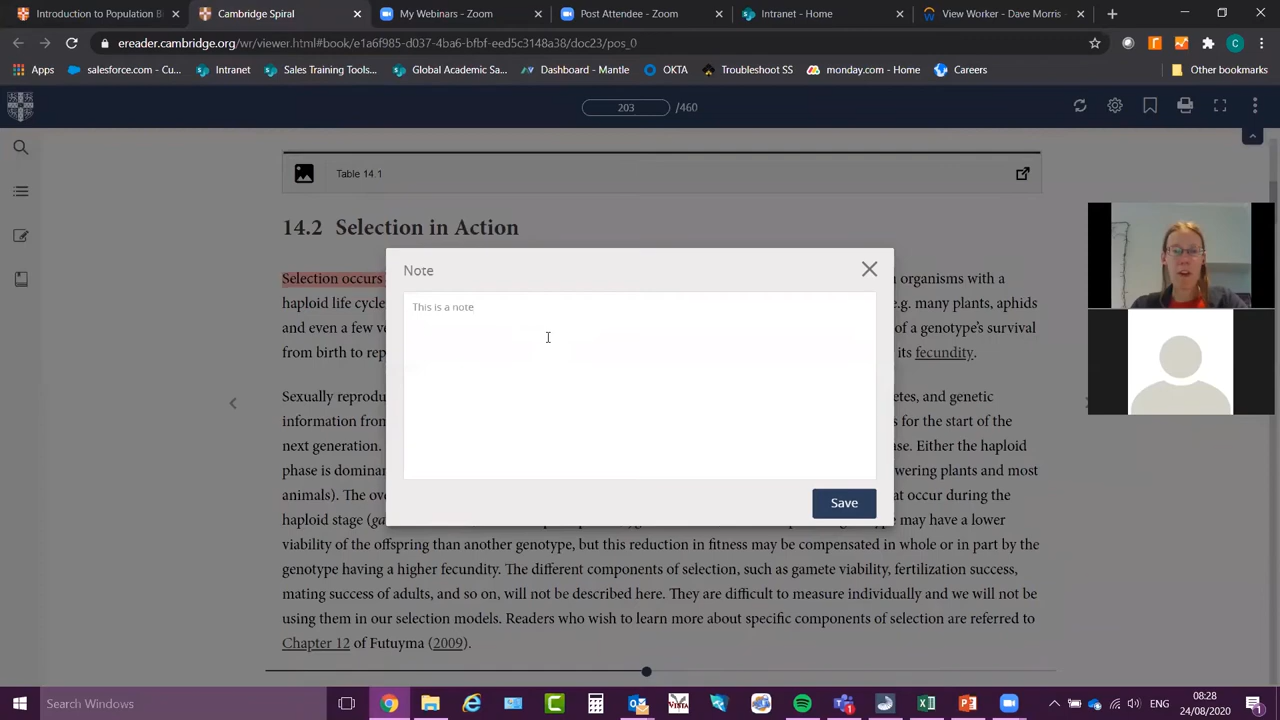 Introduction to Population B
Cambridge Spiral
My Webinars - Zoom
Post Attendee - Zoom
Intranet - Home
View Worker - Dave Morris -
ereader.cambridge.org/wr/viewer.html#book/e1a6f985-d037-4ba6-bfbf-eed5c3148a38/doc23/pos_0
C
Apps
salesforce.com - Cu...
Intranet
Sales Training Tools...
Global Academic Sa...
Dashboard - Mantle
OKTA
Troubleshoot SS
monday.com - Home
Careers
Other bookmarks
203 /460
Table 14.1
14.2 Selection in Action
Note
This is a note
Save
Selection occurs n organisms with a
haploid life cycle e.g. many plants, aphids
and even a few ve of a genotype's survival
from birth to rep its fecundity.
Sexually reprodu etes, and genetic
information from s for the start of the
next generation. se. Either the haploid
phase is dominan wering plants and most
animals). The ove at occur during the
haploid stage (ga may have a lower
viability of the offspring than another genotype, but this reduction in fitness may be compensated in whole or in part by the
genotype having a higher fecundity. The different components of selection, such as gamete viability, fertilization success,
mating success of adults, and so on, will not be described here. They are difficult to measure individually and we will not be
using them in our selection models. Readers who wish to learn more about specific components of selection are referred to
Chapter 12 of Futuyma (2009).
Search Windows
VISTA
ENG
08:28
24/08/2020
1